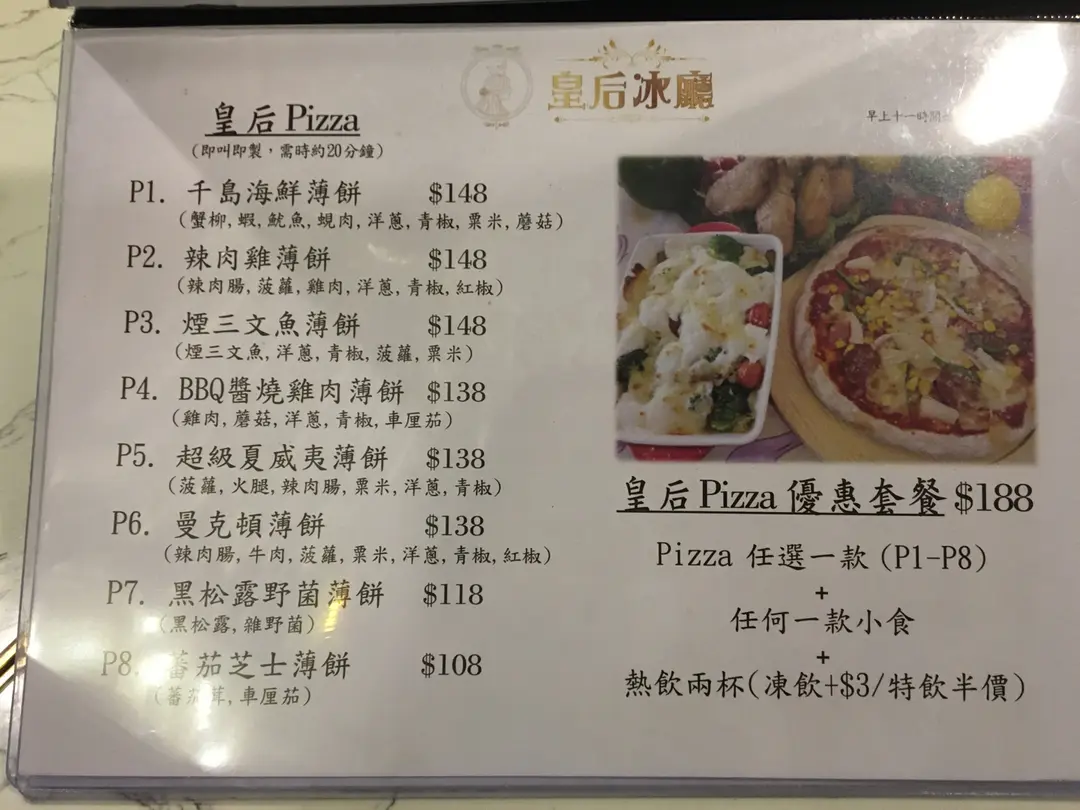 皇后冰廳
早上十一時開
皇后 Pizza
(即叫即製，需時約20分鐘)
P1. 千島海鮮薄餅 $148
(蟹柳, 蝦, 魷魚, 蜆肉, 洋蔥, 青椒, 粟米, 蘑菇)
P2. 辣肉雞薄餅 $148
(辣肉腸, 菠蘿, 雞肉, 洋蔥, 青椒, 紅椒)
P3. 煙三文魚薄餅 $148
(煙三文魚, 洋蔥, 青椒, 菠蘿, 粟米)
P4. BBQ醬燒雞肉薄餅 $138
(雞肉, 蘑菇, 洋蔥, 青椒, 車厘茄)
P5. 超級夏威夷薄餅 $138
(菠蘿, 火腿, 辣肉腸, 粟米, 洋蔥, 青椒)
P6. 曼克頓薄餅 $138
(辣肉腸, 牛肉, 菠蘿, 粟米, 洋蔥, 青椒, 紅椒)
P7. 黑松露野菌薄餅 $118
(黑松露, 雜野菌)
P8. 蕃茄芝士薄餅 $108
(蕃茄茸, 車厘茄)
皇后 Pizza 優惠套餐 $188
Pizza 任選一款 (P1-P8)
+
任何一款小食
+
熱飲兩杯(凍飲+$3/特飲半價)